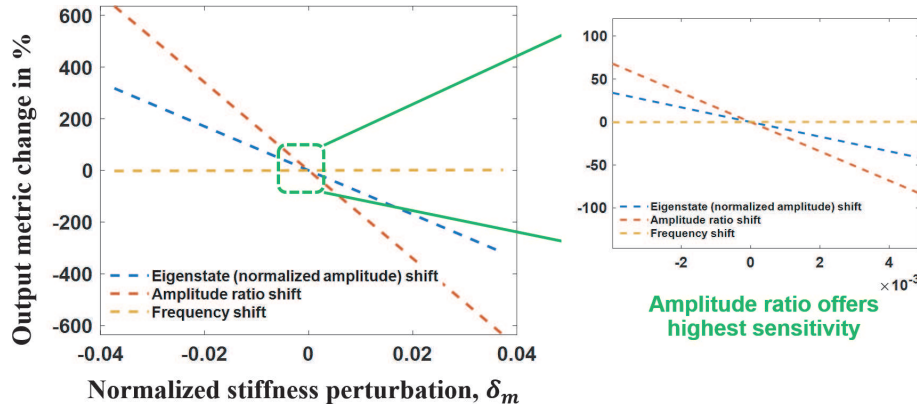 Output metric change in %
600
400
200
0
-200
-400
-600
-0.04
-0.02
0
0.02
0.04
Eigenstate (normalized amplitude) shift
Amplitude ratio shift
Frequency shift
Normalized stiffness perturbation, δₘ
100
50
0
-50
-100
-2
0
2
4
× 10⁻³
Eigenstate (normalized amplitude) shift
Amplitude ratio shift
Frequency shift
Amplitude ratio offers
highest sensitivity